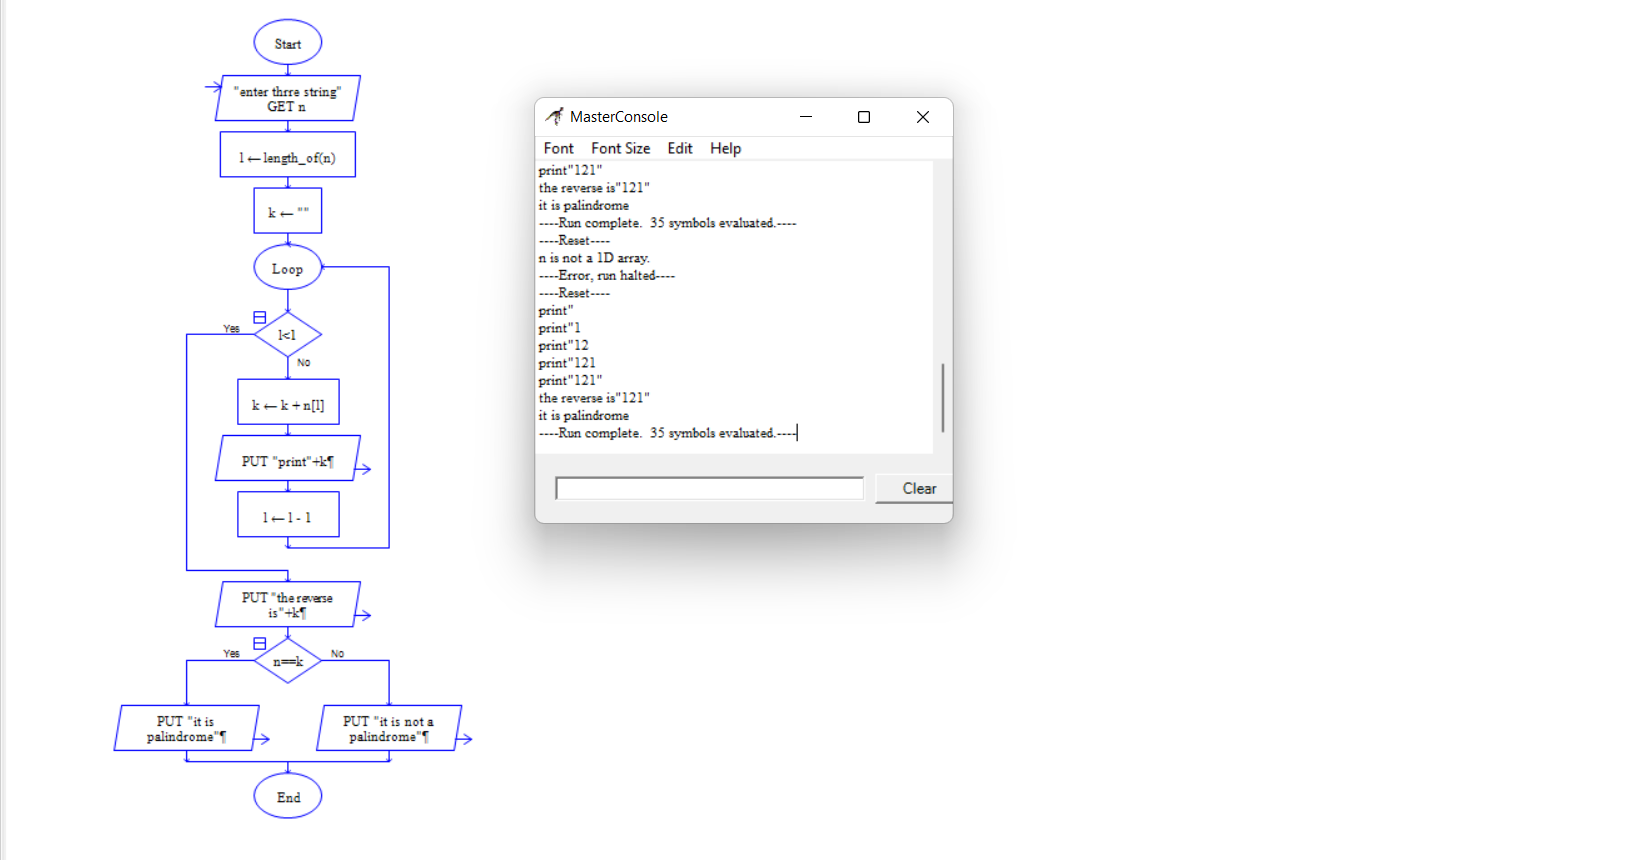 Start
"enter thrre string"
GET n
l ← length_of(n)
k ← ""
Loop
Yes
l<1
No
k ← k + n[l]
PUT "print"+k¶
l ← l - 1
PUT "the reverse
is"+k¶
Yes
n==k
No
PUT "it is
palindrome"¶
PUT "it is not a
palindrome"¶
End
MasterConsole
Font Font Size Edit Help
print"121"
the reverse is"121"
it is palindrome
----Run complete.  35 symbols evaluated.----
----Reset----
n is not a 1D array.
----Error, run halted----
----Reset----
print"
print"1
print"12
print"121
print"121"
the reverse is"121"
it is palindrome
----Run complete.  35 symbols evaluated.----
Clear